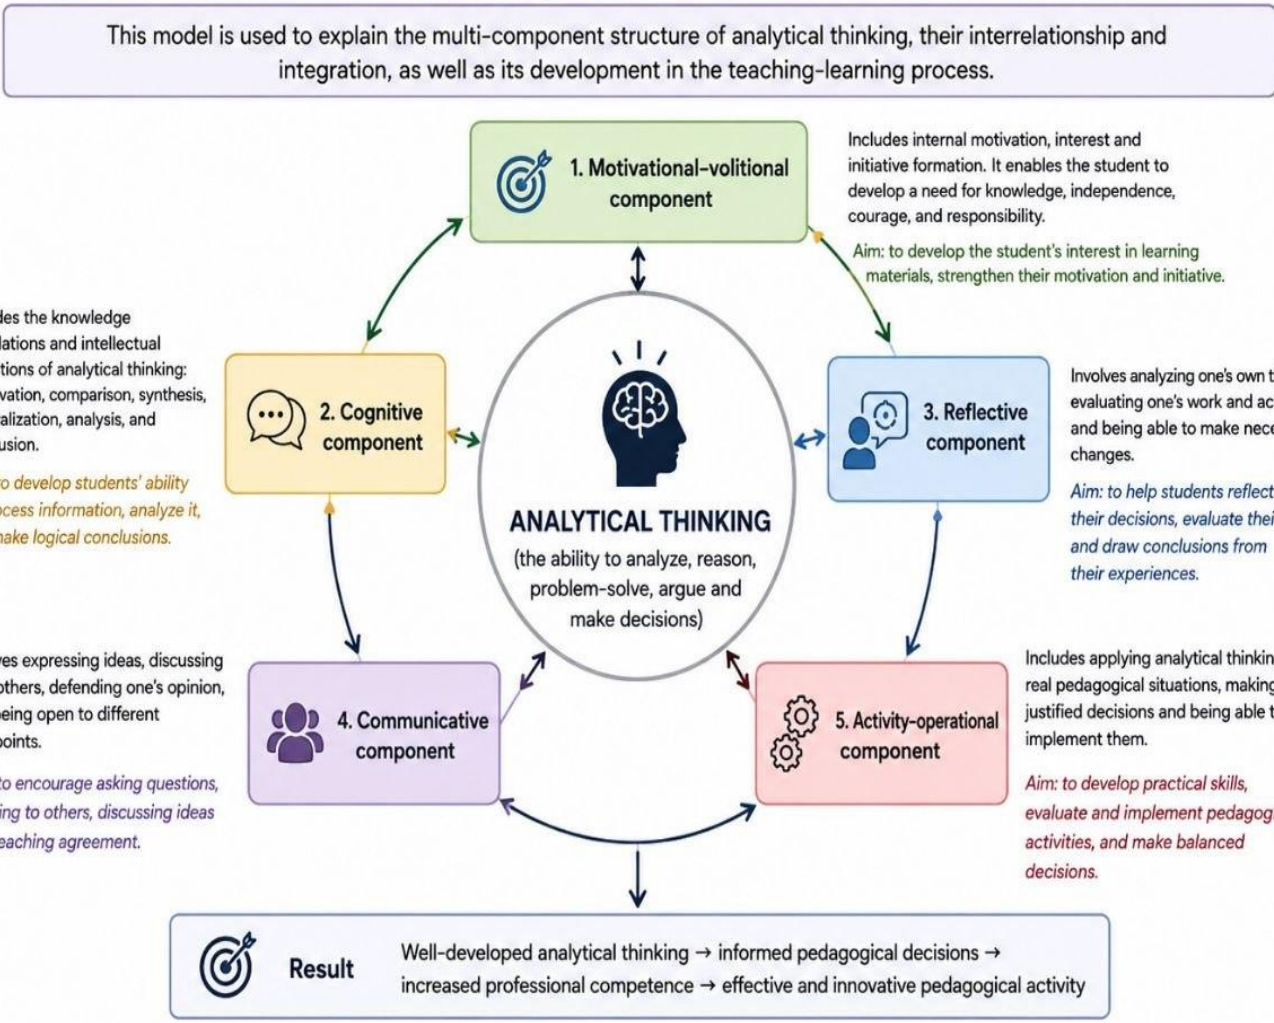 This model is used to explain the multi-component structure of analytical thinking, their interrelationship and
integration, as well as its development in the teaching-learning process.
1. Motivational-volitional
component
Includes internal motivation, interest and
initiative formation. It enables the student to
develop a need for knowledge, independence,
courage, and responsibility.
Aim: to develop the student's interest in learning
materials, strengthen their motivation and initiative.
the knowledge
and intellectual
of analytical thinking:
comparison, synthesis,
analysis, and
2. Cognitive
component
to develop students' ability
information, analyze it,
make logical conclusions.
3. Reflective
component
Involves analyzing one's own
evaluating one's work and
and being able to make
changes.
Aim: to help students reflect
their decisions, evaluate their
and draw conclusions from
their experiences.
ANALYTICAL THINKING
(the ability to analyze, reason,
problem-solve, argue and
make decisions)
expressing ideas, discussing
others, defending one's opinion,
being open to different
4. Communicative
component
to encourage asking questions,
to others, discussing ideas
agreement.
5. Activity-operational
component
Includes applying analytical
real pedagogical situations, making
justified decisions and being able
implement them.
Aim: to develop practical skills,
evaluate and implement
activities, and make balanced
decisions.
Result
Well-developed analytical thinking → informed pedagogical decisions →
increased professional competence → effective and innovative pedagogical activity